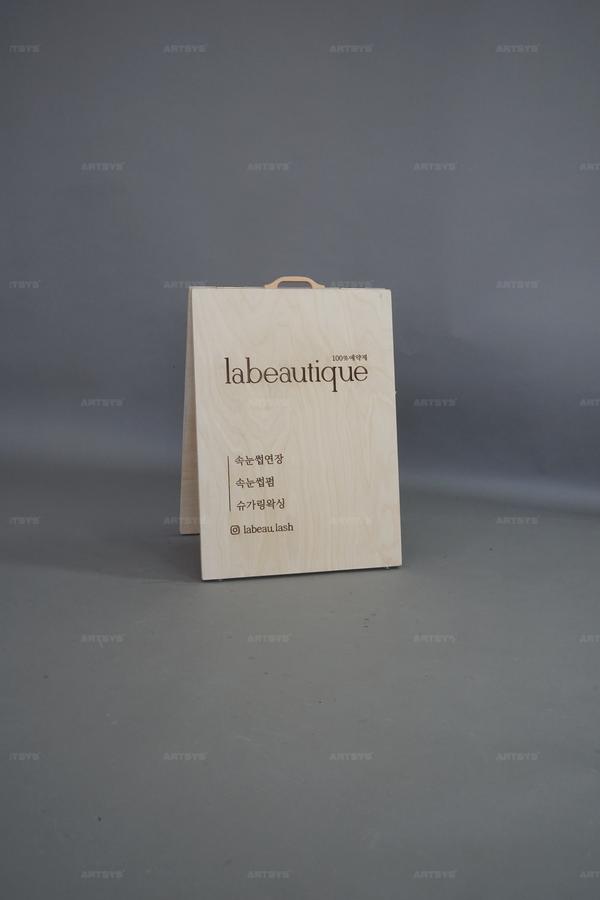 100% 예약제
labeautique
속눈썹연장
속눈썹펌
슈가링왁싱
labeau.lash
ARTSYS